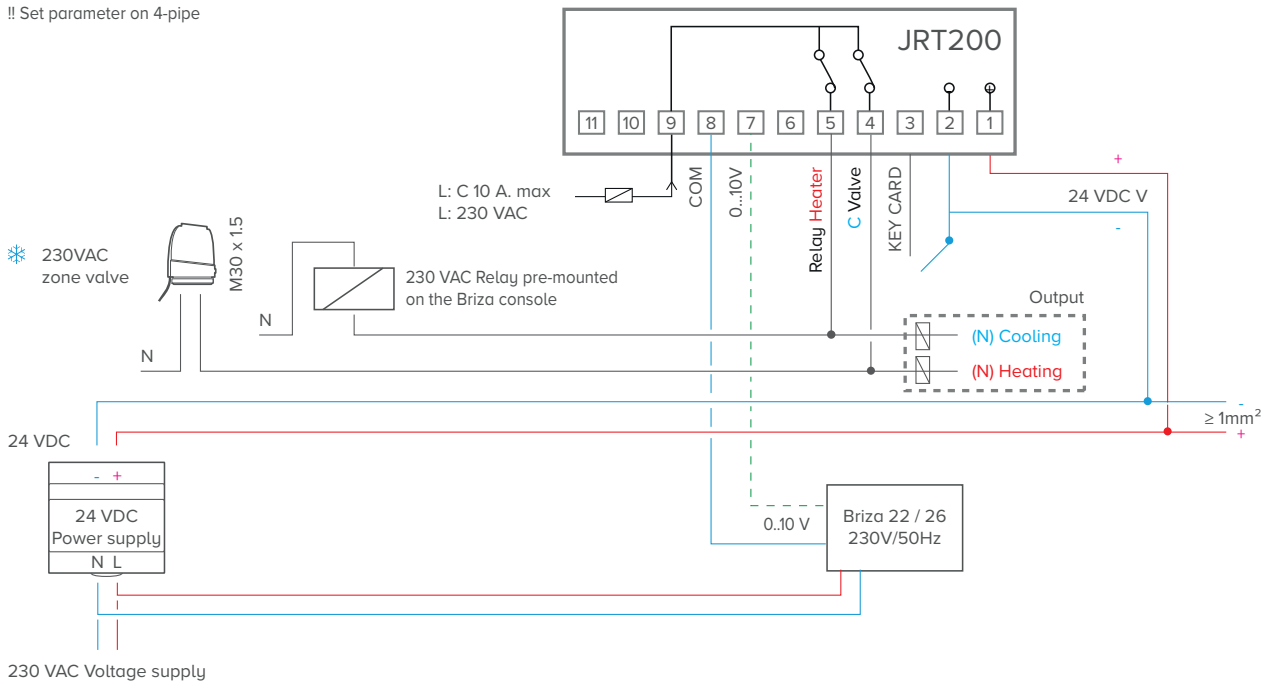 !! Set parameter on 4-pipe
JRT200
11 10 9 8 7 6 5 4 3 2 1
L: C 10 A. max
L: 230 VAC
COM
0...10V
Relay Heater
C Valve
KEY CARD
+
24 VDC V
-
230VAC
zone valve
M30 x 1.5
230 VAC Relay pre-mounted
on the Briza console
N
N
Output
(N) Cooling
(N) Heating
-
≥ 1mm²
+
24 VDC
- +
24 VDC
Power supply
N L
0..10 V
Briza 22 / 26
230V/50Hz
230 VAC Voltage supply